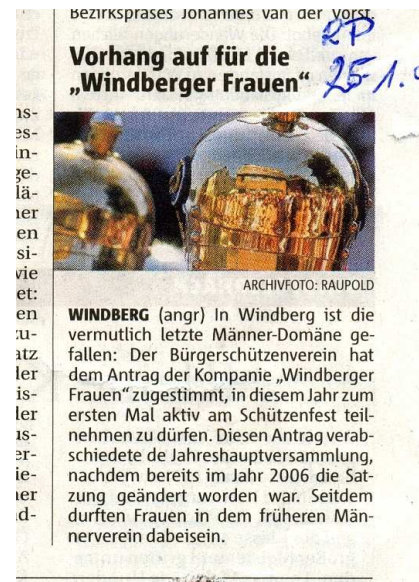 Bezirkspräses Johannes van der Vorst.
RP
25.1.
Vorhang auf für die
„Windberger Frauen“
ARCHIVFOTO: RAUPOLD
WINDBERG (angr) In Windberg ist die
vermutlich letzte Männer-Domäne ge-
fallen: Der Bürgerschützenverein hat
dem Antrag der Kompanie „Windberger
Frauen“ zugestimmt, in diesem Jahr zum
ersten Mal aktiv am Schützenfest teil-
nehmen zu dürfen. Diesen Antrag verab-
schiedete de Jahreshauptversammlung,
nachdem bereits im Jahr 2006 die Sat-
zung geändert worden war. Seitdem
durften Frauen in dem früheren Män-
nerverein dabeisein.